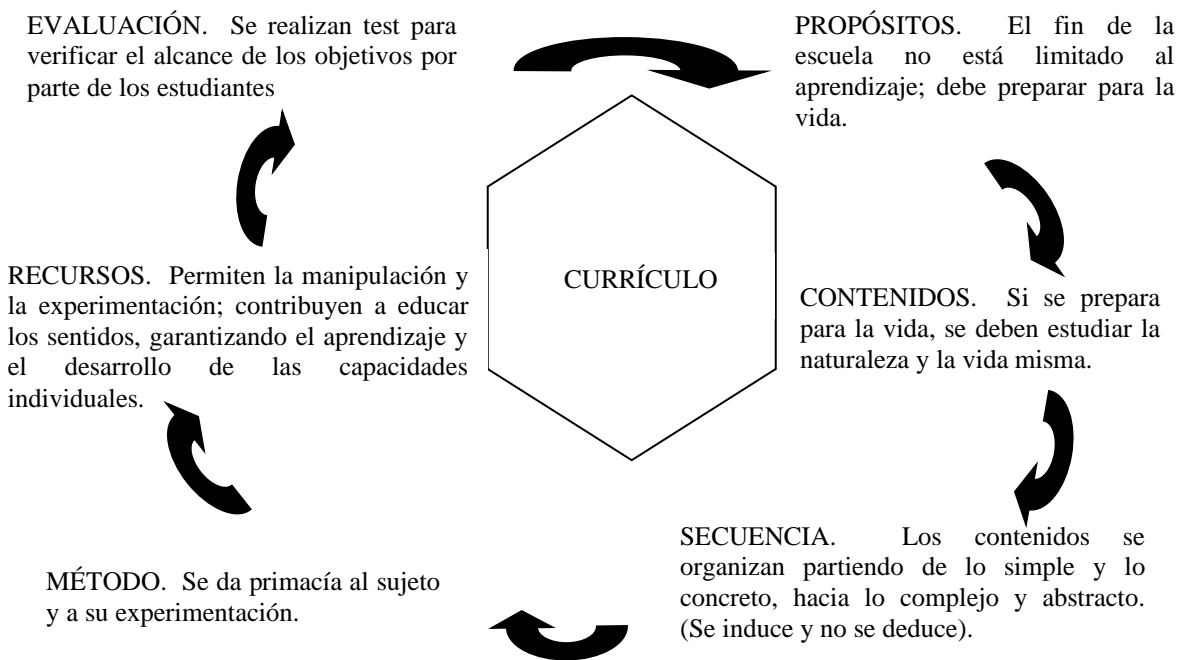 EVALUACIÓN. Se realizan test para
verificar el alcance de los objetivos por
parte de los estudiantes
PROPÓSITOS. El fin de la
escuela no está limitado al
aprendizaje; debe preparar para la
vida.
RECURSOS. Permiten la manipulación y
la experimentación; contribuyen a educar
los sentidos, garantizando el aprendizaje y
el desarrollo de las capacidades
individuales.
CURRÍCULO
CONTENIDOS. Si se prepara
para la vida, se deben estudiar la
naturaleza y la vida misma.
MÉTODO. Se da primacía al sujeto
y a su experimentación.
SECUENCIA. Los contenidos se
organizan partiendo de lo simple y lo
concreto, hacia lo complejo y abstracto.
(Se induce y no se deduce).